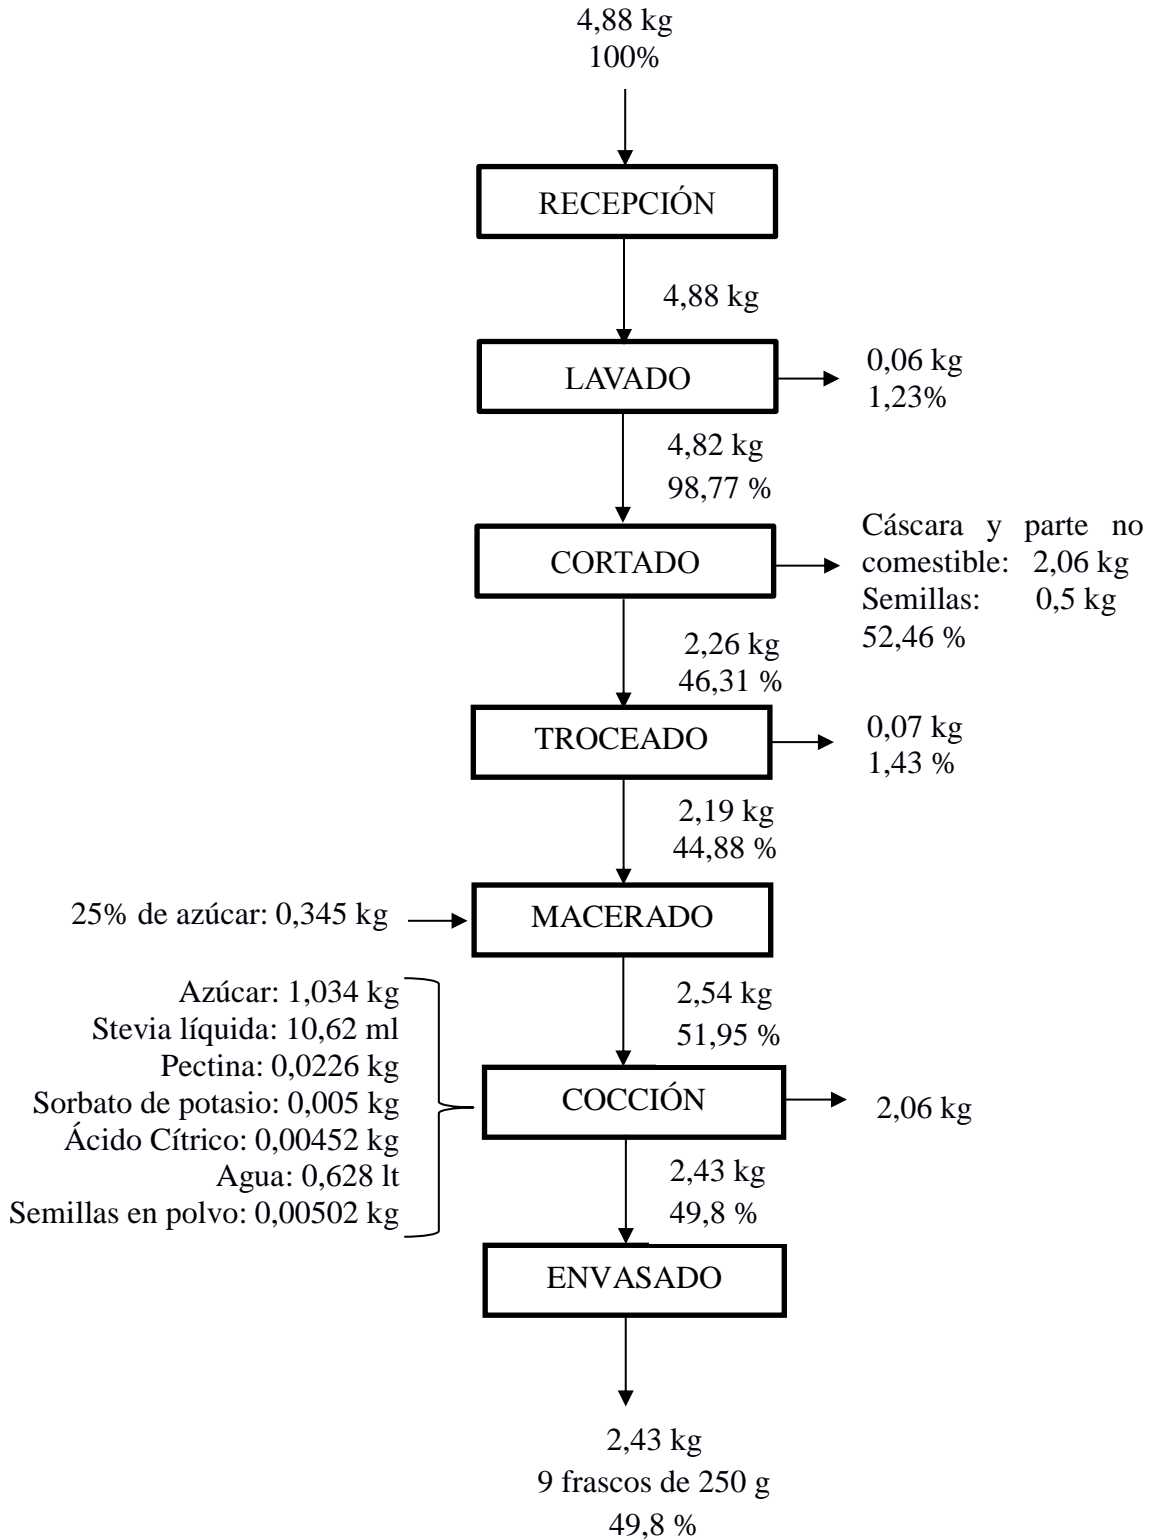 4,88 kg
100%
RECEPCIÓN
4,88 kg
LAVADO
0,06 kg
1,23%
4,82 kg
98,77 %
CORTADO
Cáscara y parte no
comestible: 2,06 kg
Semillas: 0,5 kg
52,46 %
2,26 kg
46,31 %
TROCEADO
0,07 kg
1,43 %
2,19 kg
44,88 %
25% de azúcar: 0,345 kg
MACERADO
2,54 kg
51,95 %
Azúcar: 1,034 kg
Stevia líquida: 10,62 ml
Pectina: 0,0226 kg
Sorbato de potasio: 0,005 kg
Ácido Cítrico: 0,00452 kg
Agua: 0,628 lt
Semillas en polvo: 0,00502 kg
COCCIÓN
2,06 kg
2,43 kg
49,8 %
ENVASADO
2,43 kg
9 frascos de 250 g
49,8 %